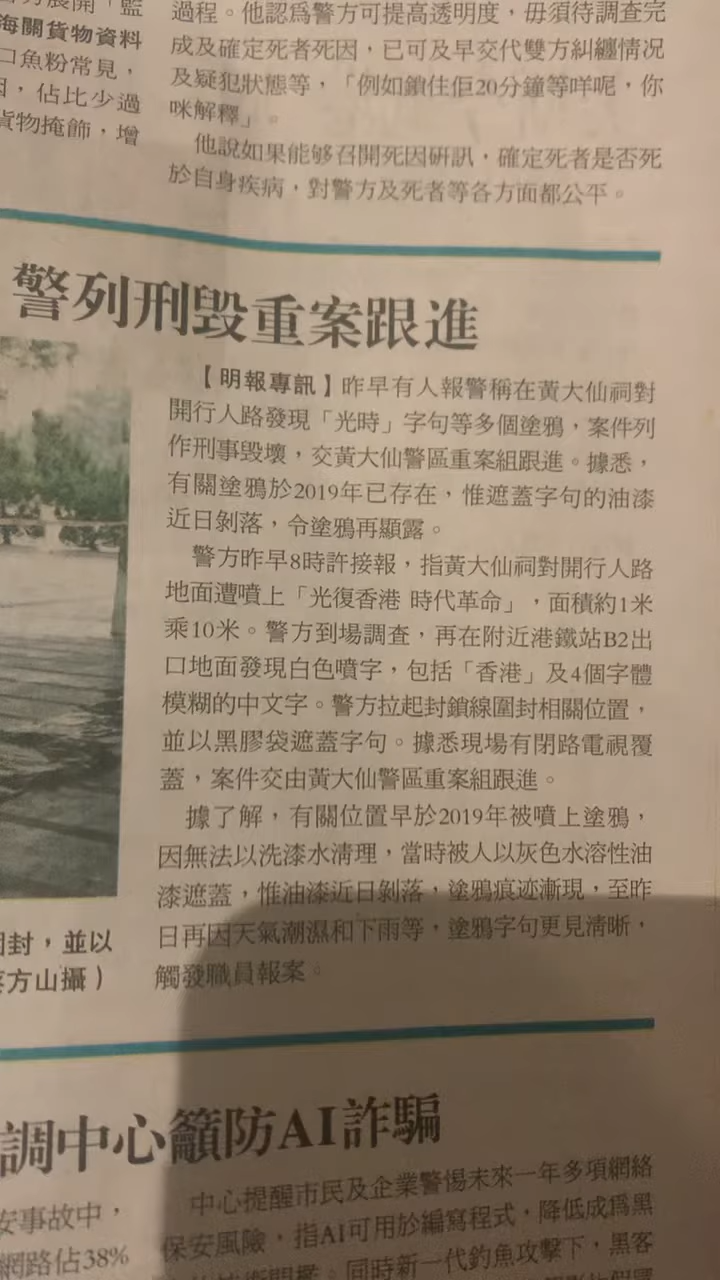 海關貨物資料
口魚粉常見，
，佔比少過
貨物掩飾，增
過程。他認為警方可提高透明度，毋須待調查完
成及確定死者死因，已可及早交代雙方糾纏情况
及疑犯狀態等，「例如鎖住佢20分鐘等咩呢，你
咪解釋」。
他說如果能夠召開死因研訊，確定死者是否死
於自身疾病，對警方及死者等各方面都公平。
警列刑毁重案跟進
【明報專訊】昨早有人報警稱在黃大仙祠對
開行人路發現「光時」字句等多個塗鴉，案件列
作刑事毀壞，交黃大仙警區重案組跟進。據悉，
有關塗鴉於2019年已存在，惟遮蓋字句的油漆
近日剝落，令塗鴉再顯露。
警方昨早8時許接報，指黃大仙祠對開行人路
地面遭噴上「光復香港 時代革命」，面積約1米
乘10米。警方到場調查，再在附近港鐵站B2出
口地面發現白色噴字，包括「香港」及4個字體
模糊的中文字。警方拉起封鎖線圍封相關位置，
並以黑膠袋遮蓋字句。據悉現場有閉路電視覆
蓋，案件交由黃大仙警區重案組跟進。
據了解，有關位置早於2019年被噴上塗鴉，
因無法以洗漆水清理，當時被人以灰色水溶性油
漆遮蓋，惟油漆近日剝落，塗鴉痕迹漸現，至昨
日再因天氣潮濕和下雨等，塗鴉字句更見清晰，
觸發職員報案。
封，並以
方山攝）
調中心籲防AI詐騙
安事故中，
網路佔38%
中心提醒市民及企業警惕未來一年多項網絡
保安風險，指AI可用於編寫程式，降低成為黑
同時新一代釣魚攻擊下，黑客